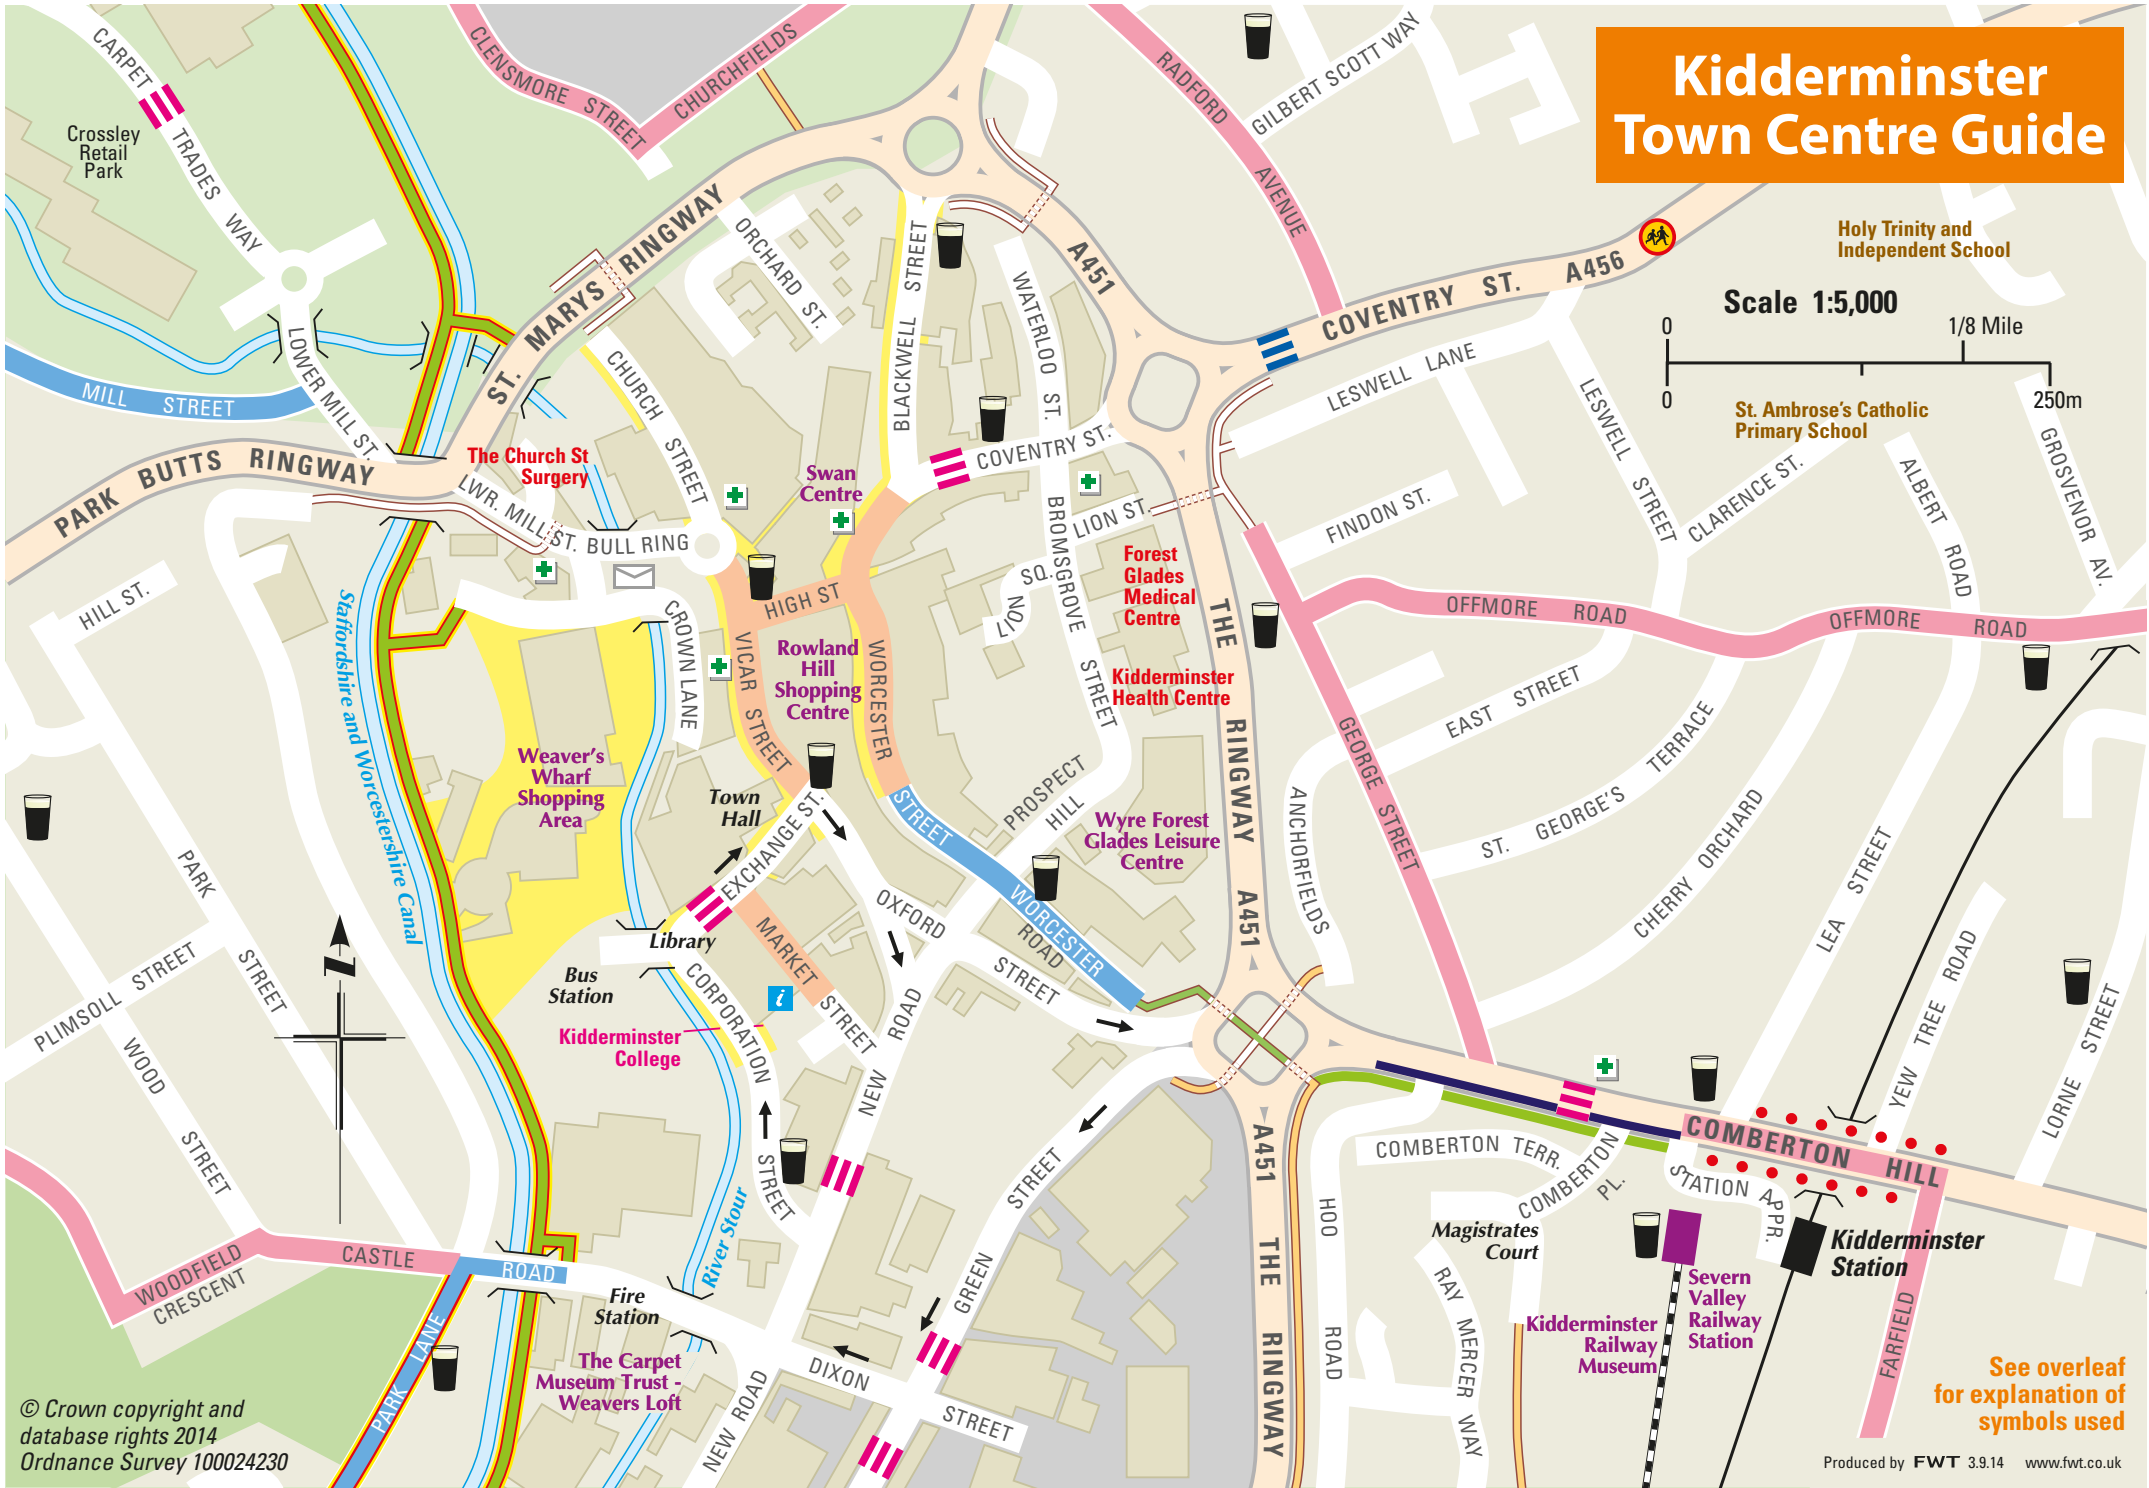 Kidderminster
Town Centre Guide
CARPET TRADES WAY
Crossley
Retail
Park
CLENSMORE STREET
CHURCHFIELDS
RADFORD AVENUE
GILBERT SCOTT WAY
Holy Trinity and
Independent School
Scale 1:5,000
0
1/8 Mile
0
250m
St. Ambrose's Catholic
Primary School
ST. MARYS RINGWAY
ORCHARD ST.
BLACKWELL STREET
WATERLOO ST.
A451
COVENTRY ST. A456
LESWELL LANE
LESWELL STREET
CLARENCE ST.
ALBERT ROAD
GROSVENOR AV.
LOWER MILL ST.
MILL STREET
PARK BUTTS RINGWAY
CHURCH STREET
The Church St
Surgery
Swan
Centre
COVENTRY ST.
LWR. MILL ST.
BULL RING
LION ST.
LION SQ.
BROMSGROVE STREET
FINDON ST.
Forest
Glades
Medical
Centre
Kidderminster
Health Centre
THE RINGWAY A451
OFFMORE ROAD
OFFMORE ROAD
HILL ST.
Staffordshire and Worcestershire Canal
CROWN LANE
HIGH ST
VICAR STREET
Rowland
Hill
Shopping
Centre
WORCESTER STREET
Weaver's
Wharf
Shopping
Area
Town
Hall
EXCHANGE ST.
PROSPECT HILL
Wyre Forest
Glades Leisure
Centre
ANCHORFIELDS
GEORGE STREET
EAST STREET
ST. GEORGE'S TERRACE
CHERRY ORCHARD
LEA STREET
YEW TREE ROAD
LORNE STREET
PARK STREET
PLIMSOLL STREET
WOOD STREET
N
Library
Bus
Station
MARKET STREET
OXFORD STREET
WORCESTER
ROAD
i
Kidderminster
College
CORPORATION STREET
NEW ROAD
River Stour
GREEN STREET
A451 THE RINGWAY
HOO ROAD
COMBERTON TERR.
COMBERTON PL.
COMBERTON HILL
STATION APPR.
Magistrates
Court
RAY MERCER WAY
Kidderminster
Station
Severn
Valley
Railway
Station
Kidderminster
Railway
Museum
FARFIELD
WOODFIELD
CRESCENT
CASTLE ROAD
PARK LANE
Fire
Station
The Carpet
Museum Trust -
Weavers Loft
NEW ROAD
DIXON STREET
See overleaf
for explanation of
symbols used
© Crown copyright and
database rights 2014
Ordnance Survey 100024230
Produced by FWT 3.9.14 www.fwt.co.uk